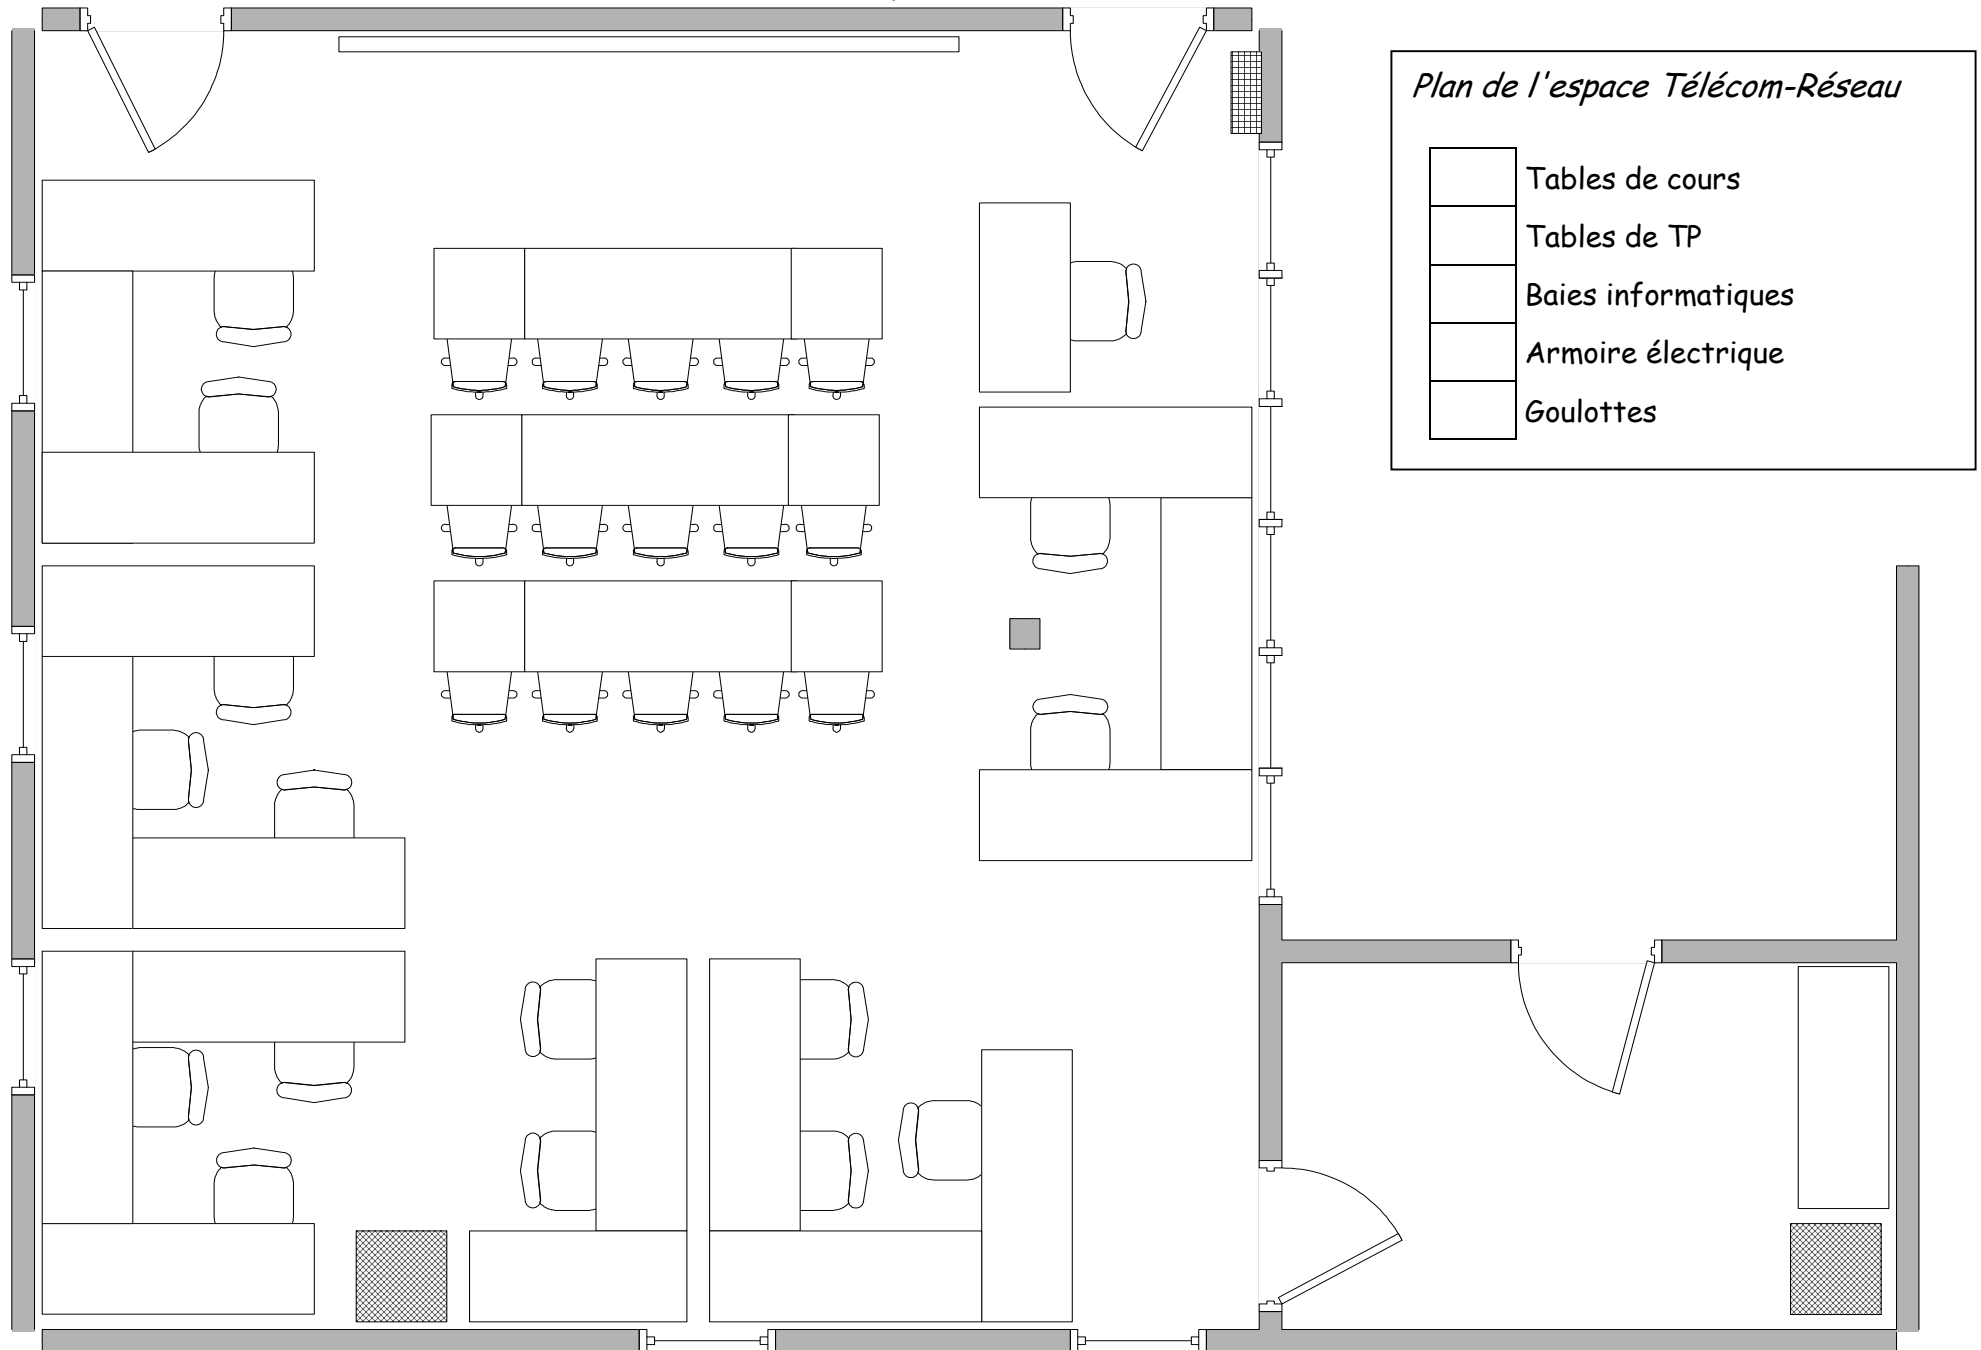 Plan de l'espace Télécom-Réseau
Tables de cours
Tables de TP
Baies informatiques
Armoire électrique
Goulottes